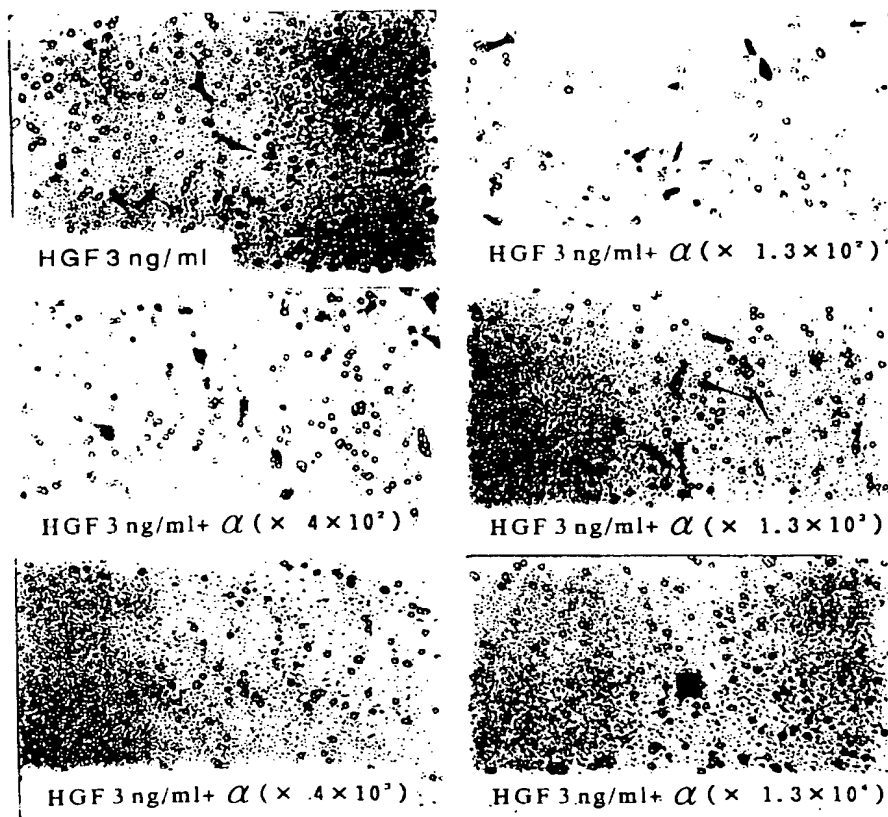 HGF 3 ng/ml
HGF 3 ng/ml+ α (× 1.3×10²)
HGF 3 ng/ml+ α (× 4×10²)
HGF 3 ng/ml+ α (× 1.3×10³)
HGF 3 ng/ml+ α (× 4×10³)
HGF 3 ng/ml+ α (× 1.3×10⁴)